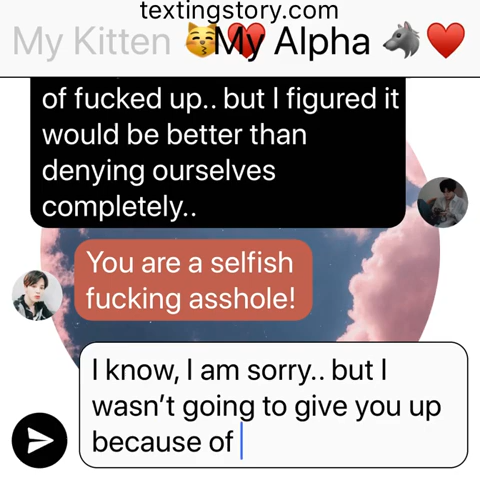 textingstory.com
My Kitten 😽❤️ My Alpha 🐺❤️
of fucked up.. but I figured it
would be better than
denying ourselves
completely..
You are a selfish
fucking asshole!
I know, I am sorry.. but I
wasn't going to give you up
because of